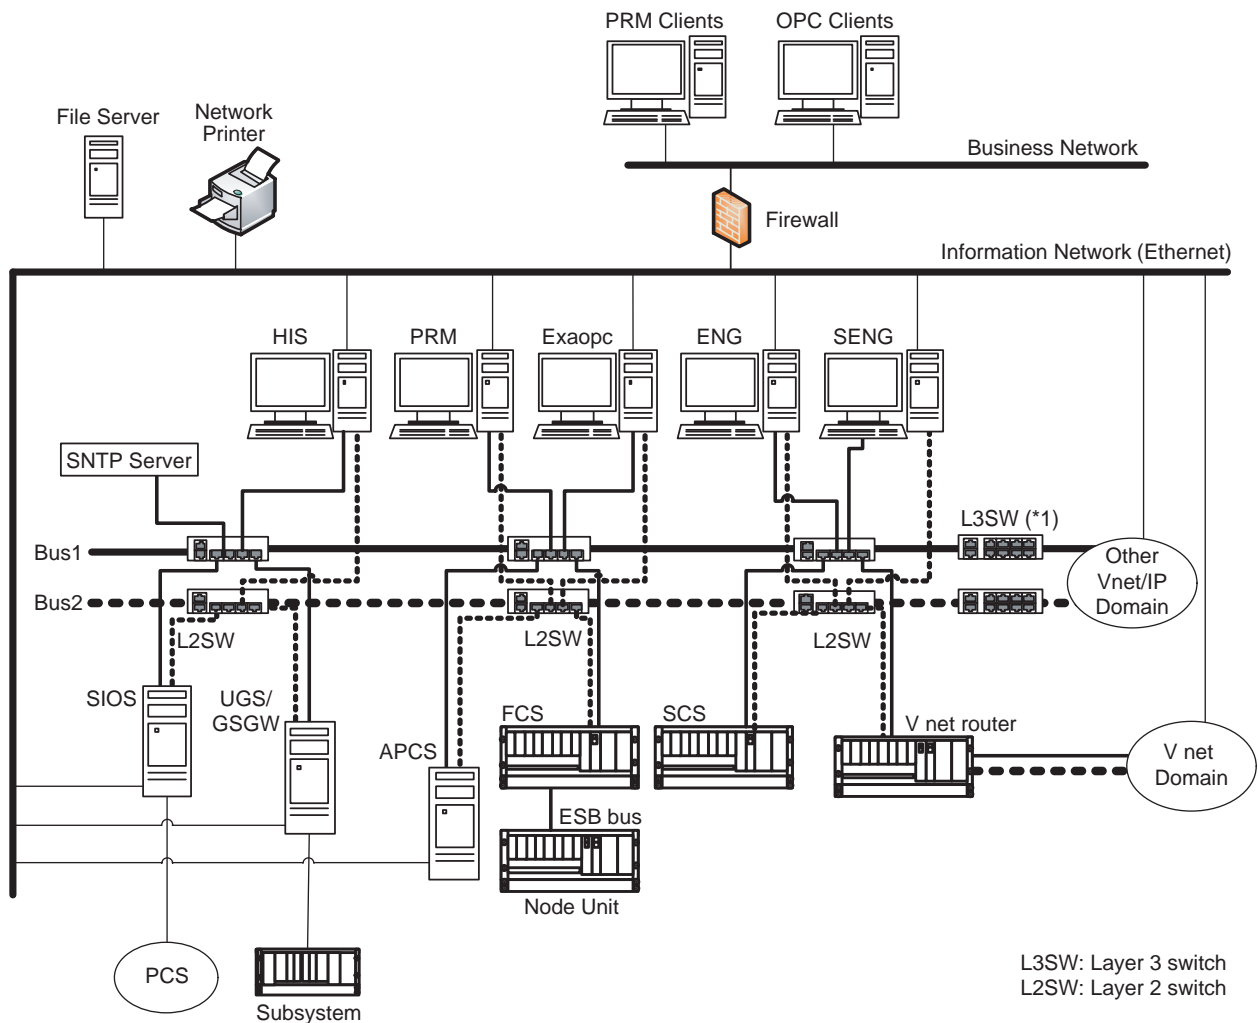 PRM Clients
OPC Clients
File Server
Network
Printer
Business Network
Firewall
Information Network (Ethernet)
HIS
PRM
Exaopc
ENG
SENG
SNTP Server
L3SW (*1)
Bus1
Other
Vnet/IP
Domain
Bus2
L2SW
L2SW
L2SW
SIOS
UGS/
GSGW
APCS
FCS
SCS
V net router
V net
Domain
ESB bus
Node Unit
PCS
Subsystem
L3SW: Layer 3 switch
L2SW: Layer 2 switch